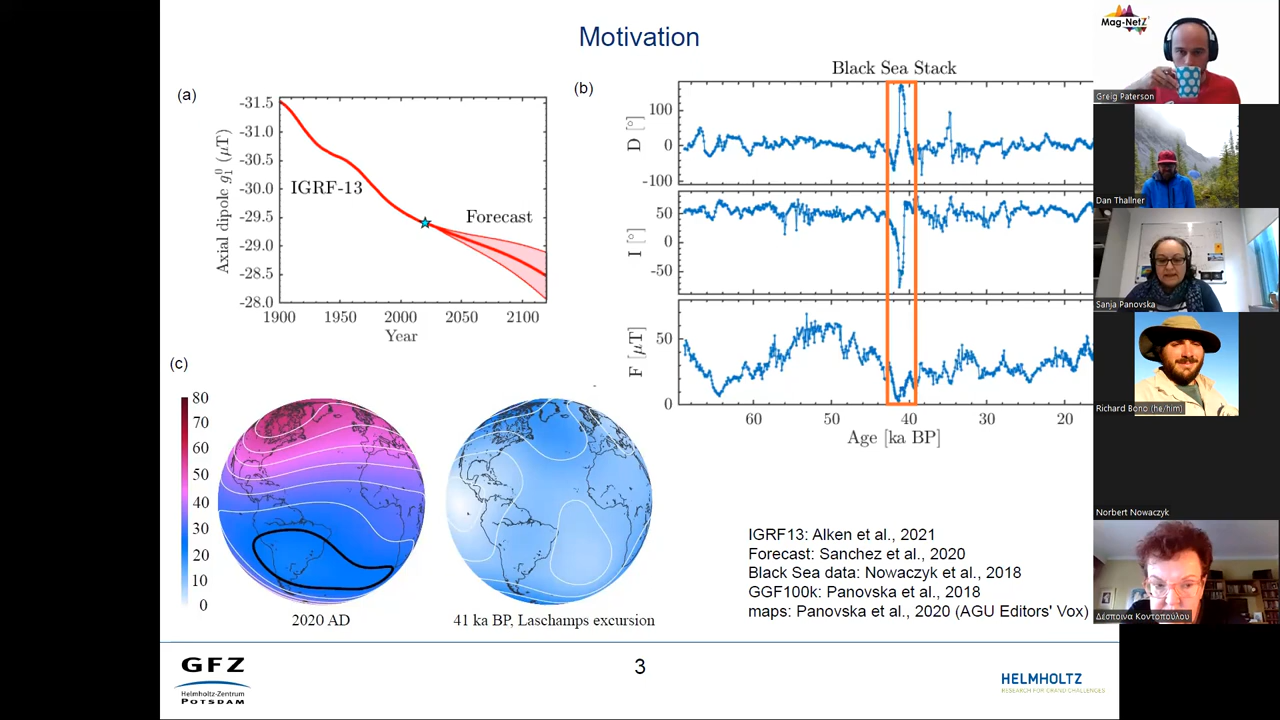 Motivation
(a)
-31.5
-31.0
-30.5
-30.0
-29.5
-29.0
-28.5
-28.0
Axial dipole g₁⁰ (μT)
IGRF-13
Forecast
1900
1950
2000
2050
2100
Year
(b)
Black Sea Stack
D [°]
100
0
-100
I [°]
50
0
-50
F [μT]
50
0
60
50
40
30
20
Age [ka BP]
(c)
80
70
60
50
40
30
20
10
0
2020 AD
41 ka BP, Laschamps excursion
IGRF13: Alken et al., 2021
Forecast: Sanchez et al., 2020
Black Sea data: Nowaczyk et al., 2018
GGF100k: Panovska et al., 2018
maps: Panovska et al., 2020 (AGU Editors' Vox)
GFZ
Helmholtz-Zentrum
POTSDAM
3
HELMHOLTZ
RESEARCH FOR GRAND CHALLENGES
Mag-NetZ
Greig Paterson
Dan Thallner
Sanja Panovska
Richard Bono (he/him)
Norbert Nowaczyk
Δέσποινα Κοντοπούλου